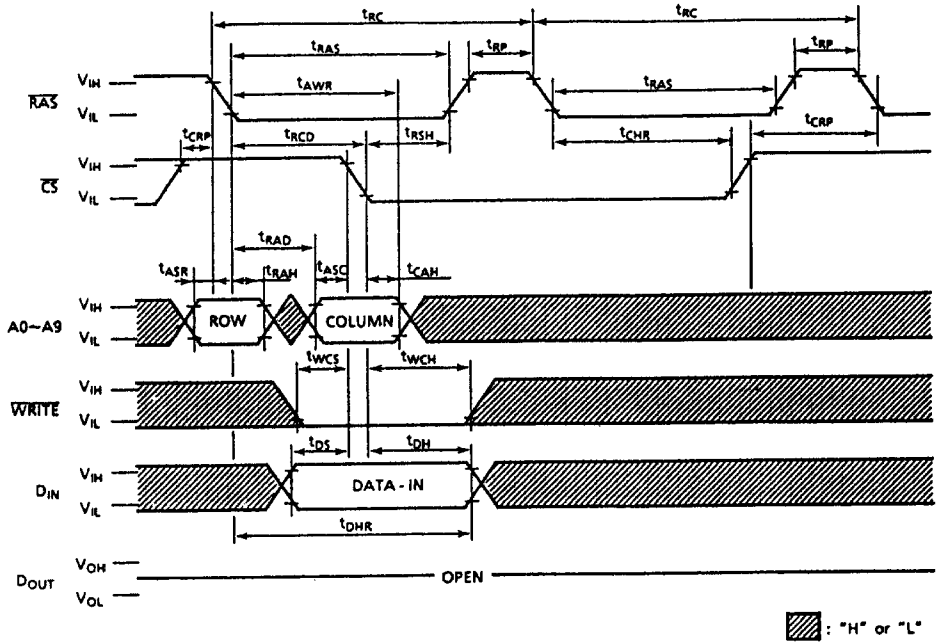 tRC tRC
tRAS tRP tRP
tAWR tRAS
VIH
RAS
VIL
tCRP tRCD tRSH tCHR tCRP
VIH
CS
VIL
tRAD
tASR tRAH tASC tCAH
VIH
A0~A9 ROW COLUMN
VIL
tWCS tWCH
VIH
WRITE
VIL
tDS tDH
VIH
DIN DATA-IN
VIL
tDHR
VOH
DOUT OPEN
VOL
: "H" or "L"